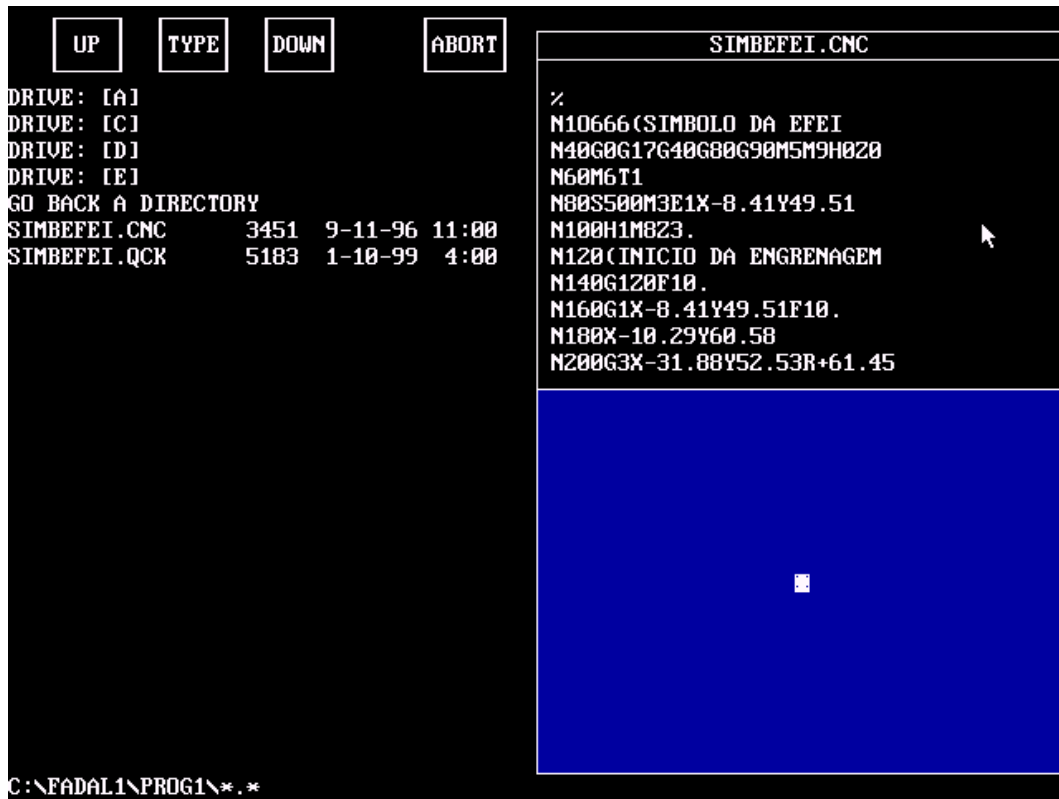 UP TYPE DOWN ABORT
DRIVE: [A]
DRIVE: [C]
DRIVE: [D]
DRIVE: [E]
GO BACK A DIRECTORY
SIMBEFEI.CNC 3451 9-11-96 11:00
SIMBEFEI.QCK 5183 1-10-99 4:00
SIMBEFEI.CNC
%
N1O666(SIMBOLO DA EFEI
N40G0G17G40G80G90M5M9H0Z0
N60M6T1
N80S500M3E1X-8.41Y49.51
N100H1M8Z3.
N120(INICIO DA ENGRENAGEM
N140G1Z0F10.
N160G1X-8.41Y49.51F10.
N180X-10.29Y60.58
N200G3X-31.88Y52.53R+61.45
C:\FADAL1\PROG1\*.*